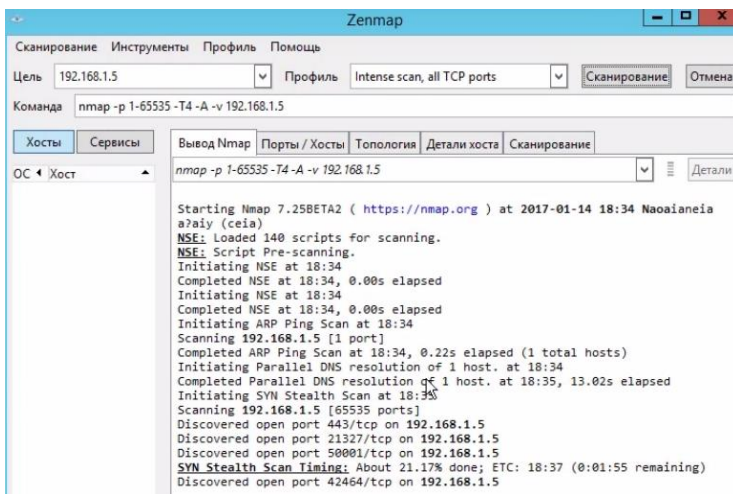 Zenmap
Сканирование Инструменты Профиль Помощь
Цель 192.168.1.5 Профиль Intense scan, all TCP ports Сканирование Отмена
Команда nmap -p 1-65535 -T4 -A -v 192.168.1.5
Хосты Сервисы Вывод Nmap Порты / Хосты Топология Детали хоста Сканирование
ОС Хост nmap -p 1-65535 -T4 -A -v 192.168.1.5 Детали
Starting Nmap 7.25BETA2 ( https://nmap.org ) at 2017-01-14 18:34 Naoaianeia
a?aiy (ceia)
NSE: Loaded 140 scripts for scanning.
NSE: Script Pre-scanning.
Initiating NSE at 18:34
Completed NSE at 18:34, 0.00s elapsed
Initiating NSE at 18:34
Completed NSE at 18:34, 0.00s elapsed
Initiating ARP Ping Scan at 18:34
Scanning 192.168.1.5 [1 port]
Completed ARP Ping Scan at 18:34, 0.22s elapsed (1 total hosts)
Initiating Parallel DNS resolution of 1 host. at 18:34
Completed Parallel DNS resolution of 1 host. at 18:35, 13.02s elapsed
Initiating SYN Stealth Scan at 18:35
Scanning 192.168.1.5 [65535 ports]
Discovered open port 443/tcp on 192.168.1.5
Discovered open port 21327/tcp on 192.168.1.5
Discovered open port 50001/tcp on 192.168.1.5
SYN Stealth Scan Timing: About 21.17% done; ETC: 18:37 (0:01:55 remaining)
Discovered open port 42464/tcp on 192.168.1.5